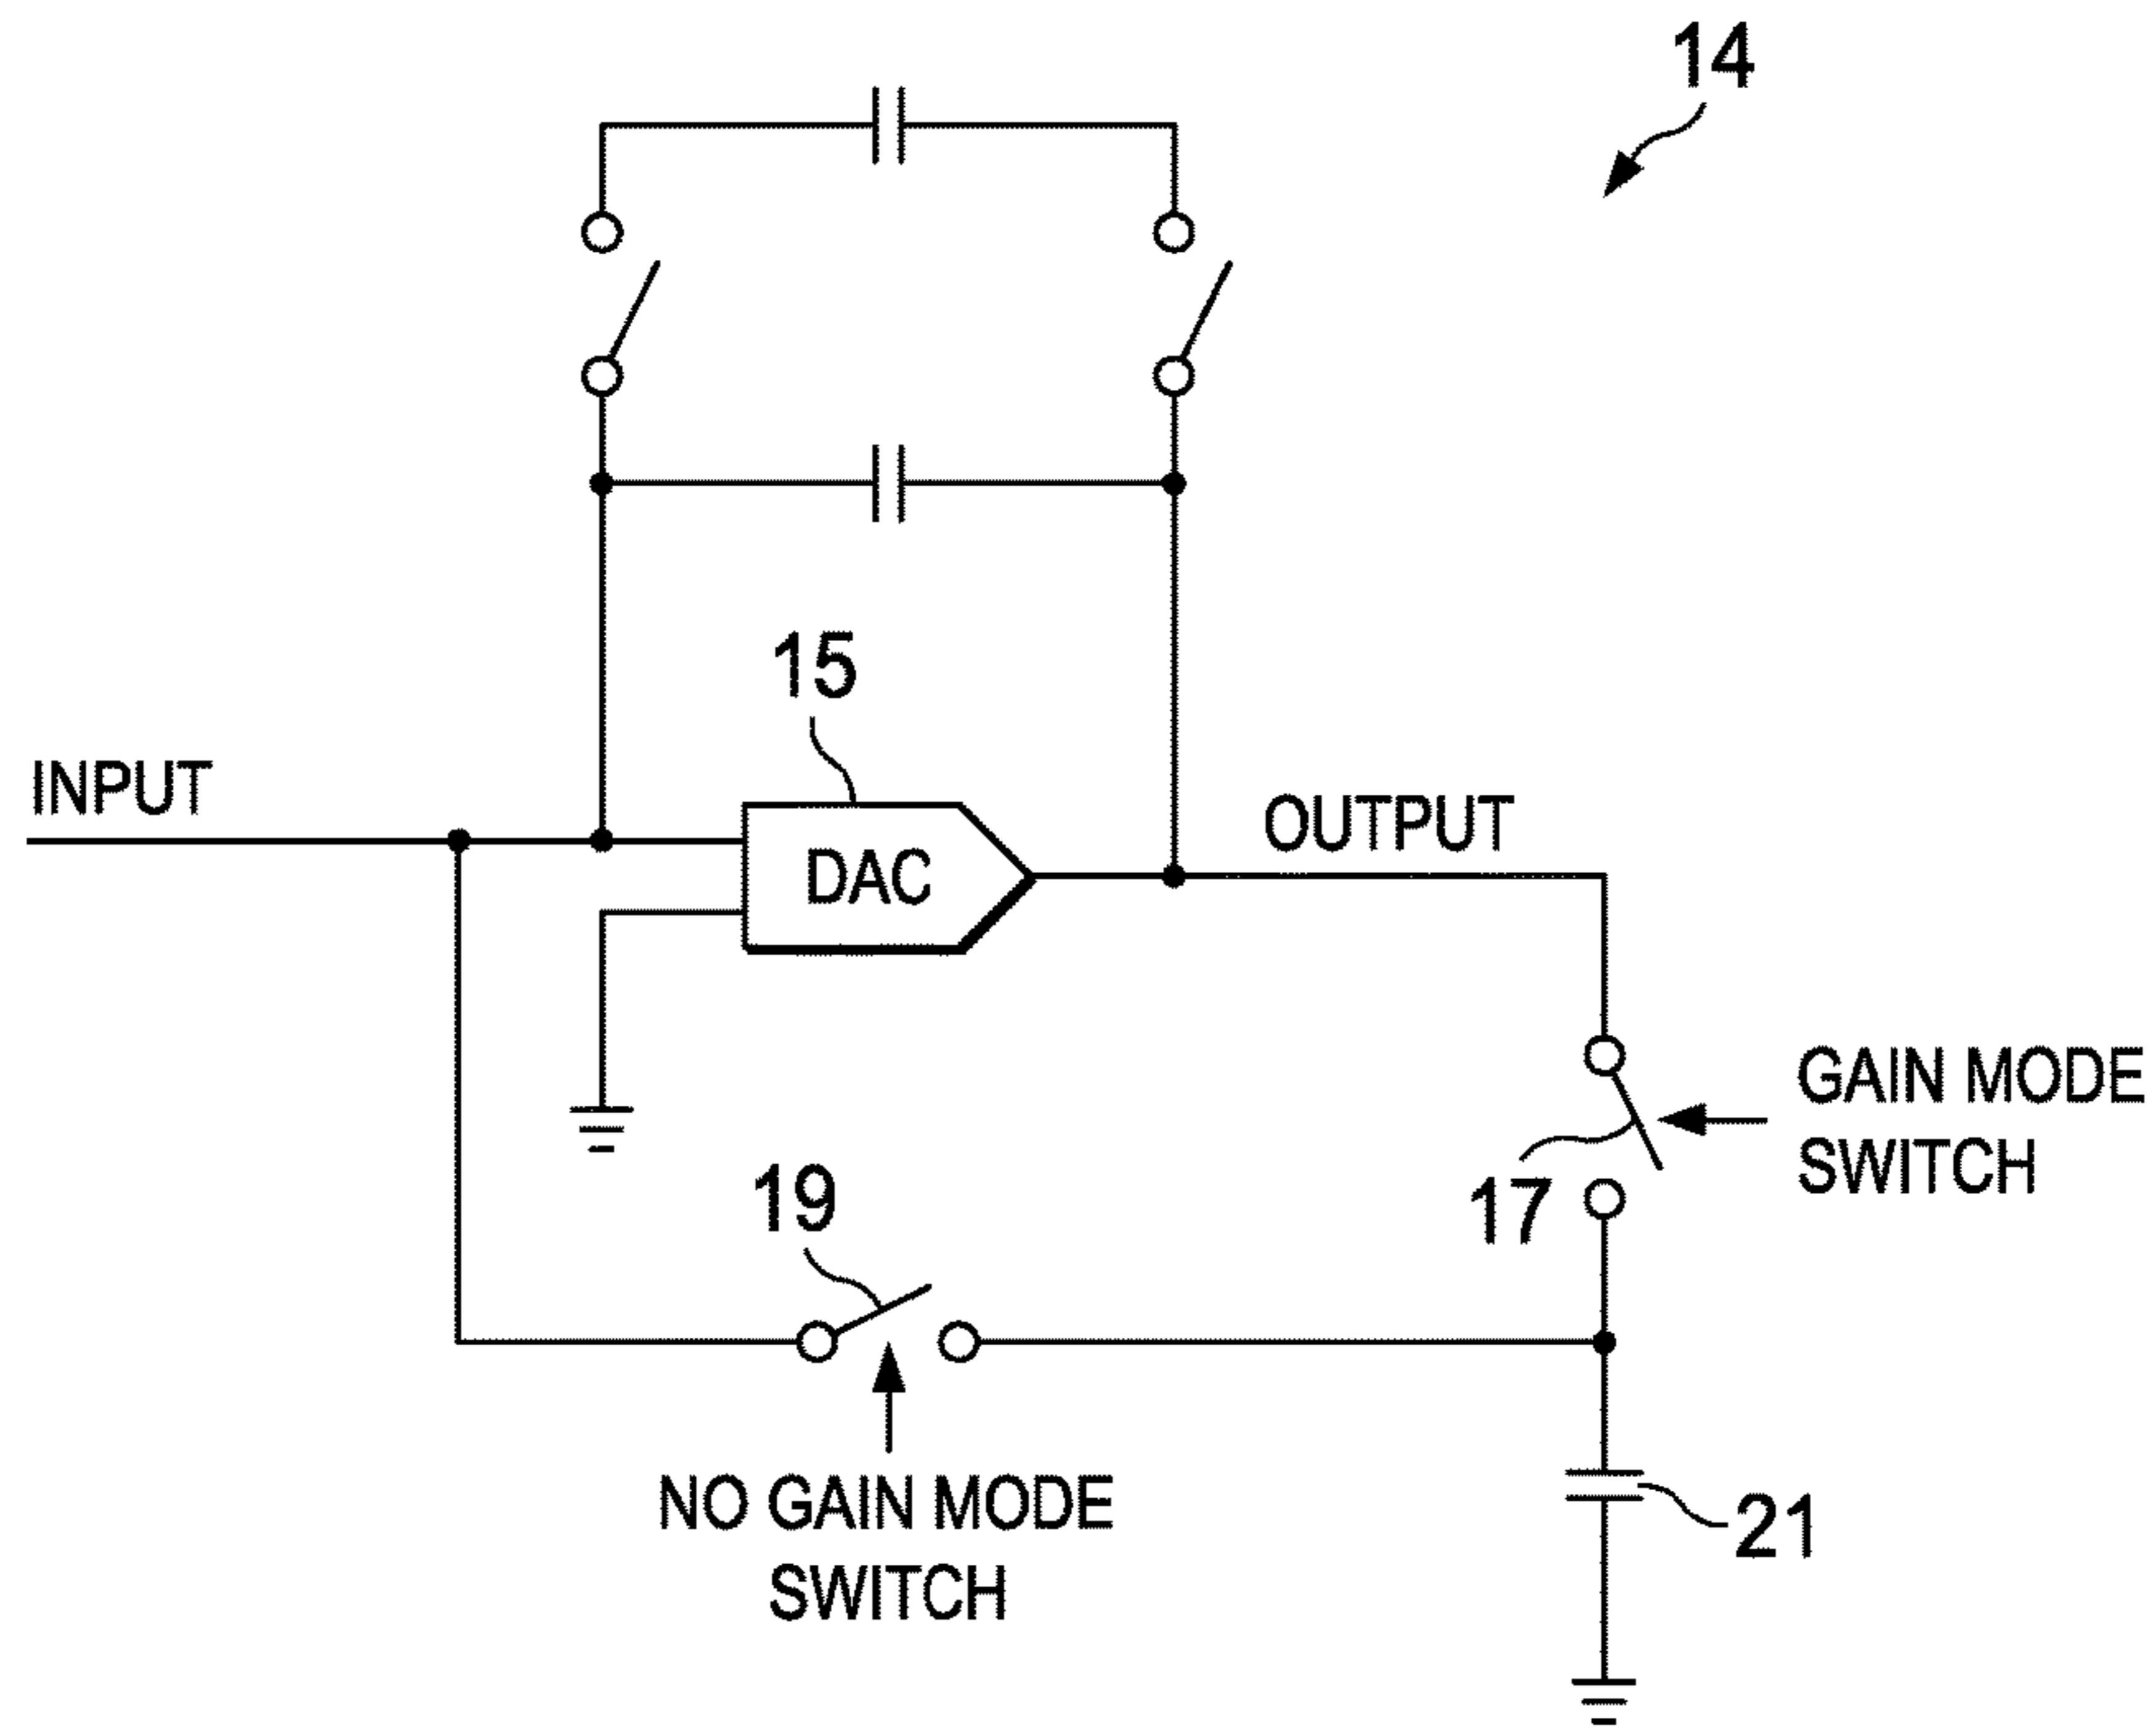 14
15
INPUT
OUTPUT
DAC
GAIN MODE
SWITCH
17
19
NO GAIN MODE
SWITCH
21